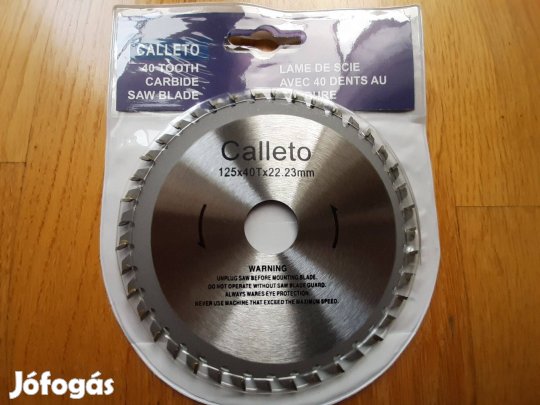 CALLETO
40 TOOTH
CARBIDE
SAW BLADE
LAME DE SCIE
AVEC 40 DENTS AU
Calleto
125x40Tx22.23mm
WARNING
UNPLUG SAW BEFORE MOUNTING BLADE.
DO NOT OPERATE WITHOUT SAW BLADE GUARD.
ALWAYS WARES EYE PROTECTION.
NEVER USE MACHINE THAT EXCEED THE MAXIMUM SPEED.
Jófogás